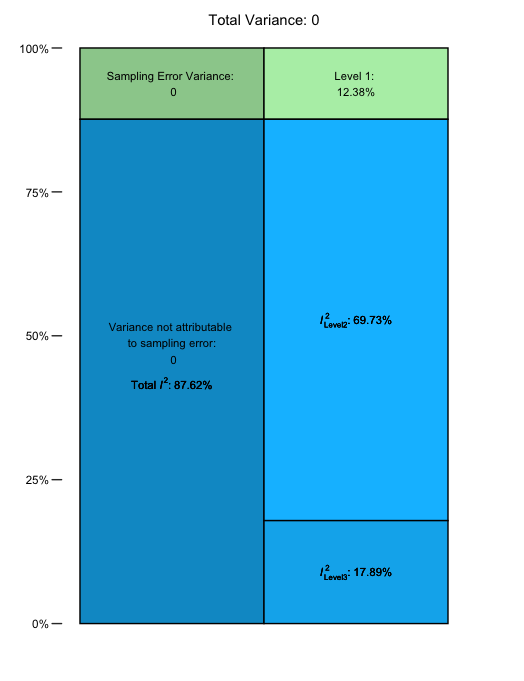 Total Variance: 0
100%
Sampling Error Variance:
0
Level 1:
12.38%
75%
I²Level2: 69.73%
Variance not attributable
to sampling error:
0
50%
Total I²: 87.62%
25%
I²Level3: 17.89%
0%